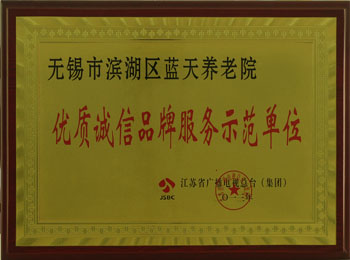 无锡市滨湖区蓝天养老院
优质诚信品牌服务示范单位
JSBC
江苏省广播电视总台（集团）